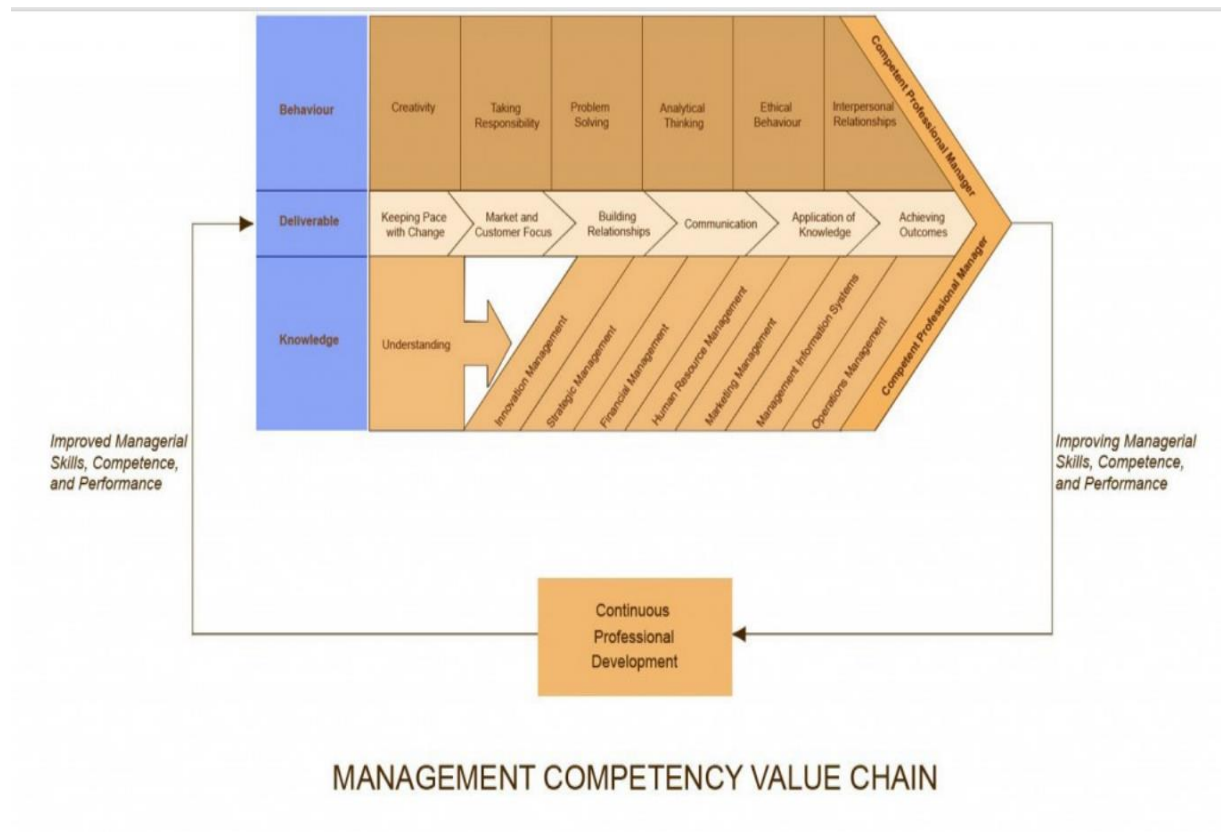 Behaviour
Creativity
Taking
Responsibility
Problem
Solving
Analytical
Thinking
Ethical
Behaviour
Interpersonal
Relationships
Competent Professional Manager
Deliverable
Keeping Pace
with Change
Market and
Customer Focus
Building
Relationships
Communication
Application of
Knowledge
Achieving
Outcomes
Knowledge
Understanding
Innovation Management
Strategic Management
Financial Management
Human Resource Management
Marketing Management
Management Information Systems
Operations Management
Competent Professional Manager
Improved Managerial
Skills, Competence,
and Performance
Improving Managerial
Skills, Competence,
and Performance
Continuous
Professional
Development
MANAGEMENT COMPETENCY VALUE CHAIN